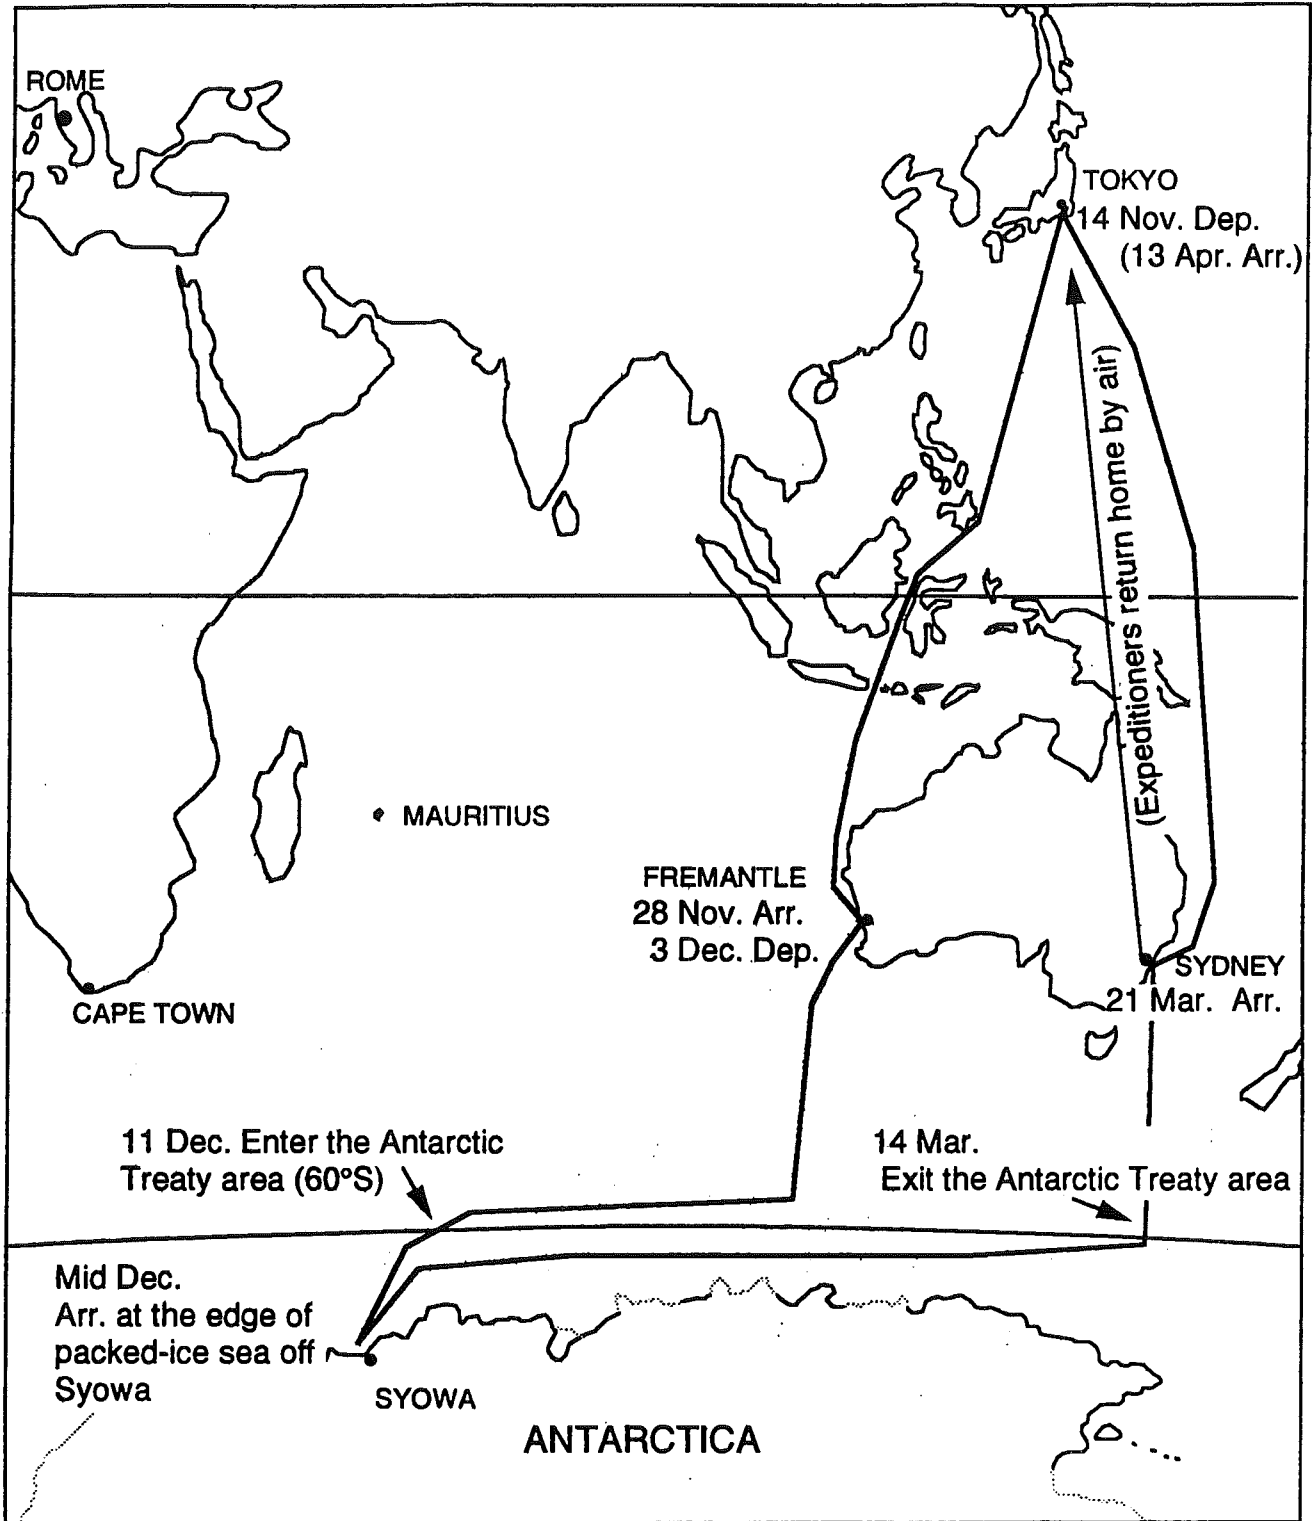 ROME
TOKYO
14 Nov. Dep.
(13 Apr. Arr.)
(Expeditioners return home by air)
MAURITIUS
FREMANTLE
28 Nov. Arr.
3 Dec. Dep.
SYDNEY
21 Mar. Arr.
CAPE TOWN
11 Dec. Enter the Antarctic
Treaty area (60°S)
14 Mar.
Exit the Antarctic Treaty area
Mid Dec.
Arr. at the edge of
packed-ice sea off
Syowa
SYOWA
ANTARCTICA